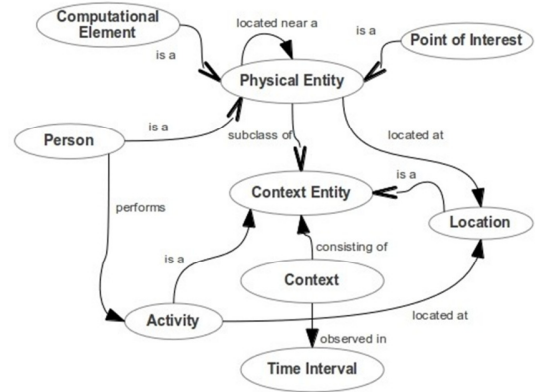 Computational
Element
located near a
is a
Point of Interest
is a
Physical Entity
Person
is a
subclass of
located at
Context Entity
is a
performs
Location
is a
consisting of
Context
Activity
located at
observed in
Time Interval